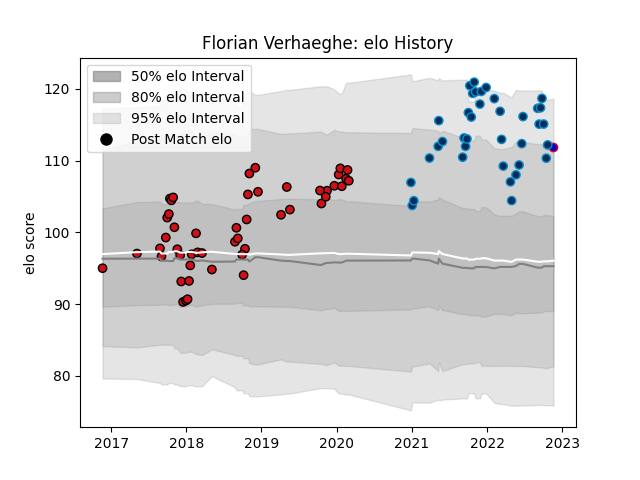 Florian Verhaeghe: elo History
50% elo Interval
80% elo Interval
95% elo Interval
Post Match elo
elo score
120
110
100
90
80
2017 2018 2019 2020 2021 2022 2023